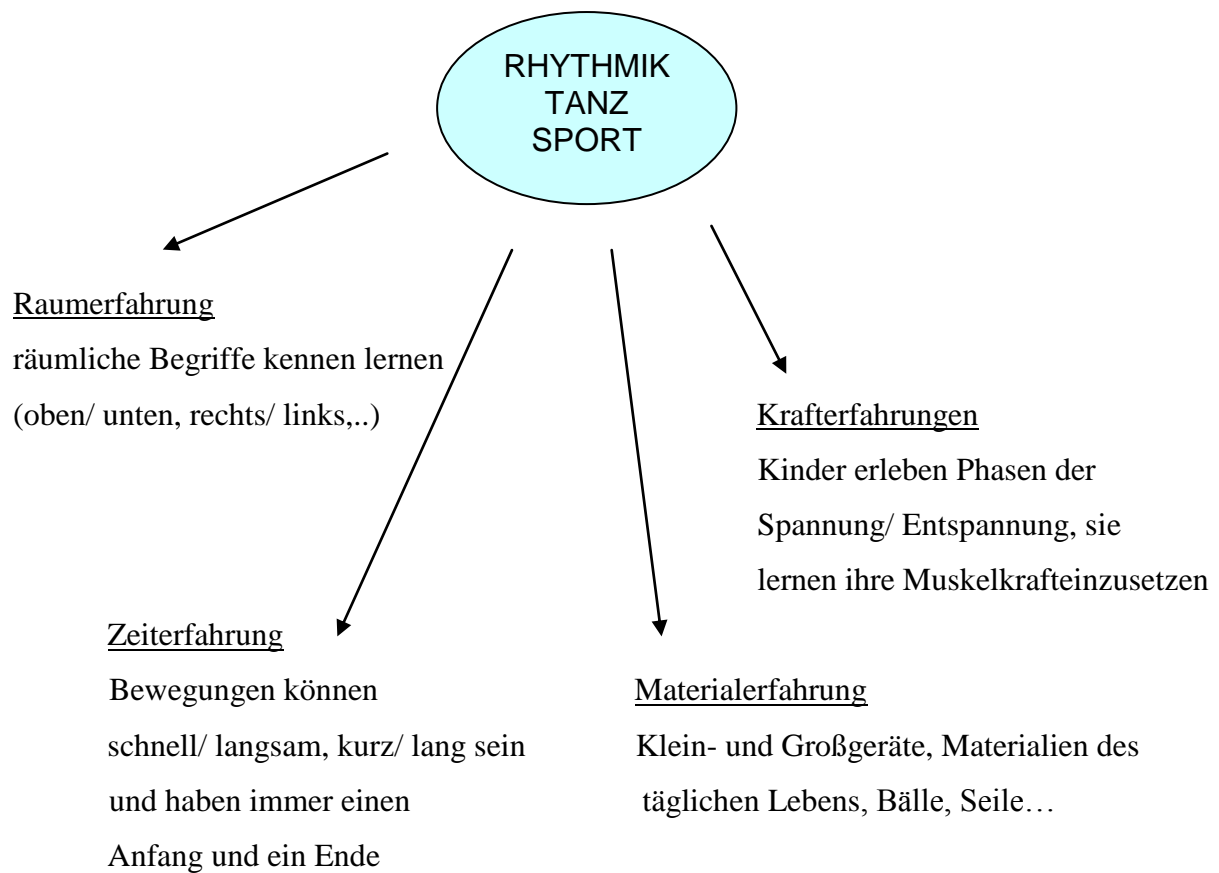 RHYTHMIK
TANZ
SPORT
Raumerfahrung
räumliche Begriffe kennen lernen
(oben/ unten, rechts/ links,..)
Krafterfahrungen
Kinder erleben Phasen der
Spannung/ Entspannung, sie
lernen ihre Muskelkrafteinzusetzen
Zeiterfahrung
Bewegungen können
schnell/ langsam, kurz/ lang sein
und haben immer einen
Anfang und ein Ende
Materialerfahrung
Klein- und Großgeräte, Materialien des
täglichen Lebens, Bälle, Seile…